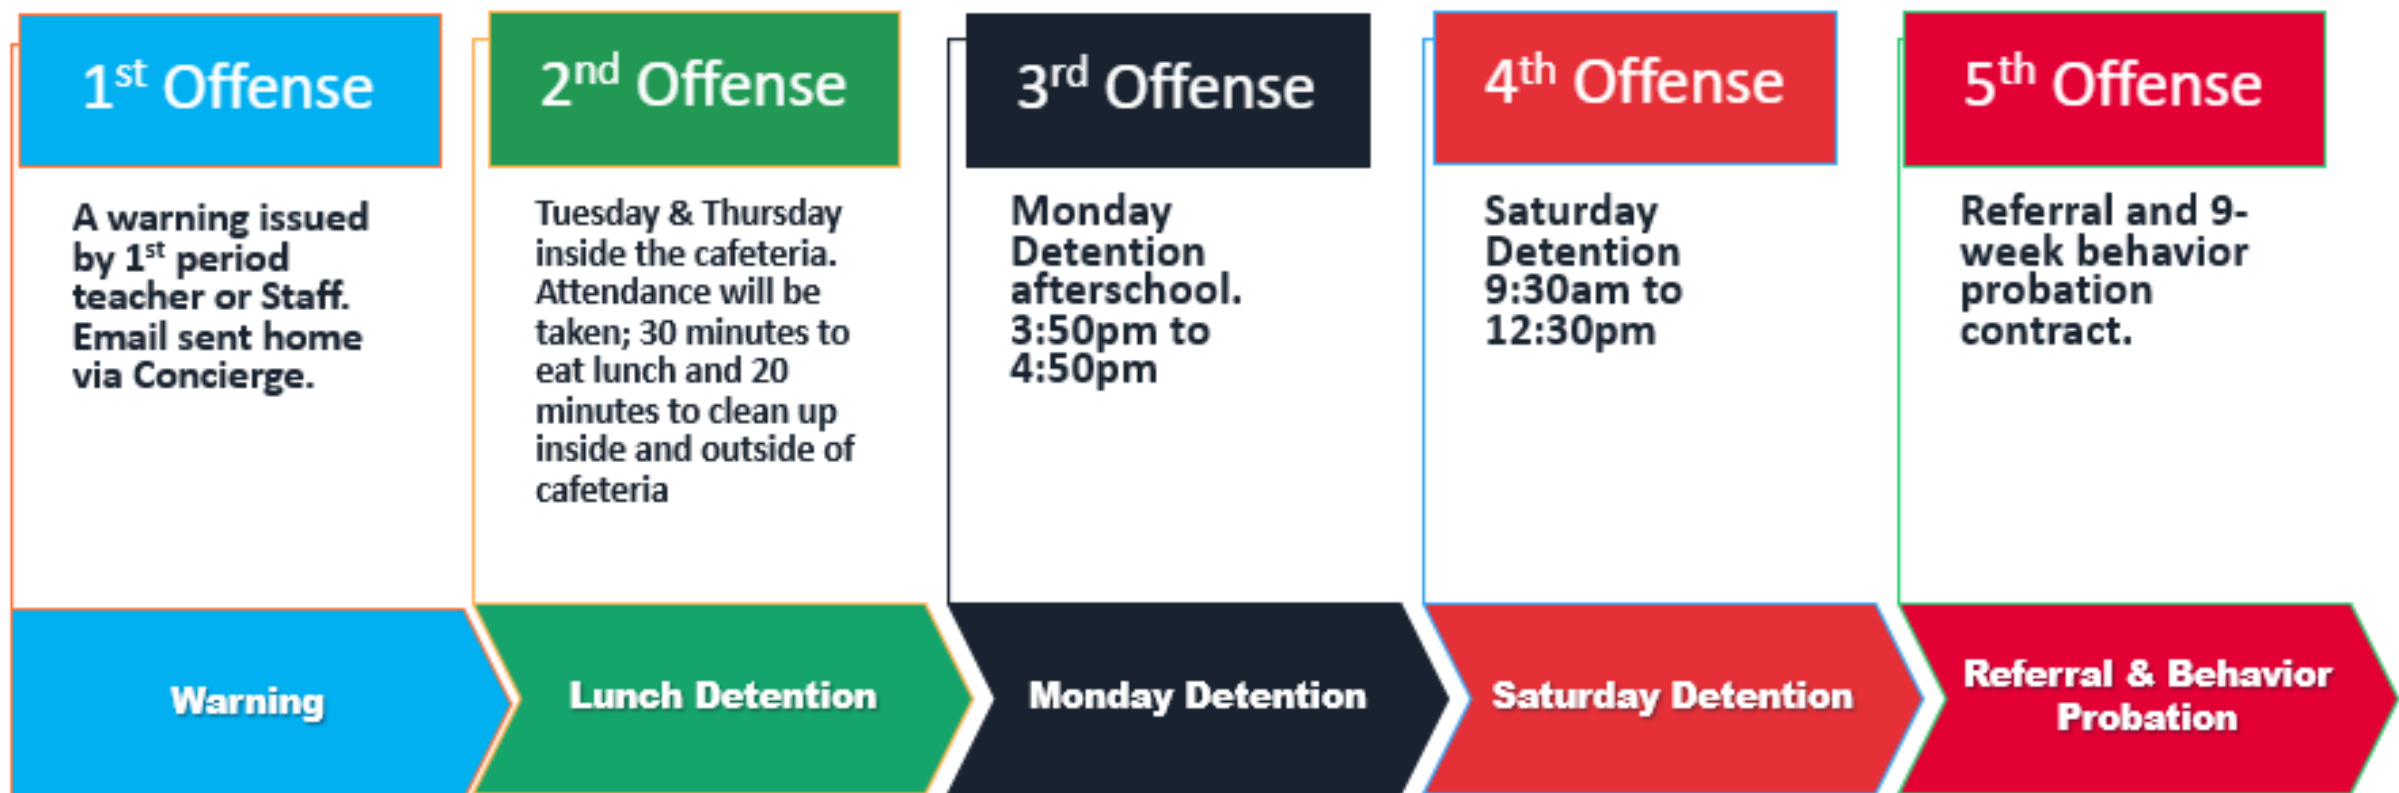 1st Offense
A warning issued
by 1st period
teacher or Staff.
Email sent home
via Concierge.
Warning
2nd Offense
Tuesday & Thursday
inside the cafeteria.
Attendance will be
taken; 30 minutes to
eat lunch and 20
minutes to clean up
inside and outside of
cafeteria
Lunch Detention
3rd Offense
Monday
Detention
afterschool.
3:50pm to
4:50pm
Monday Detention
4th Offense
Saturday
Detention
9:30am to
12:30pm
Saturday Detention
5th Offense
Referral and 9-
week behavior
probation
contract.
Referral & Behavior
Probation